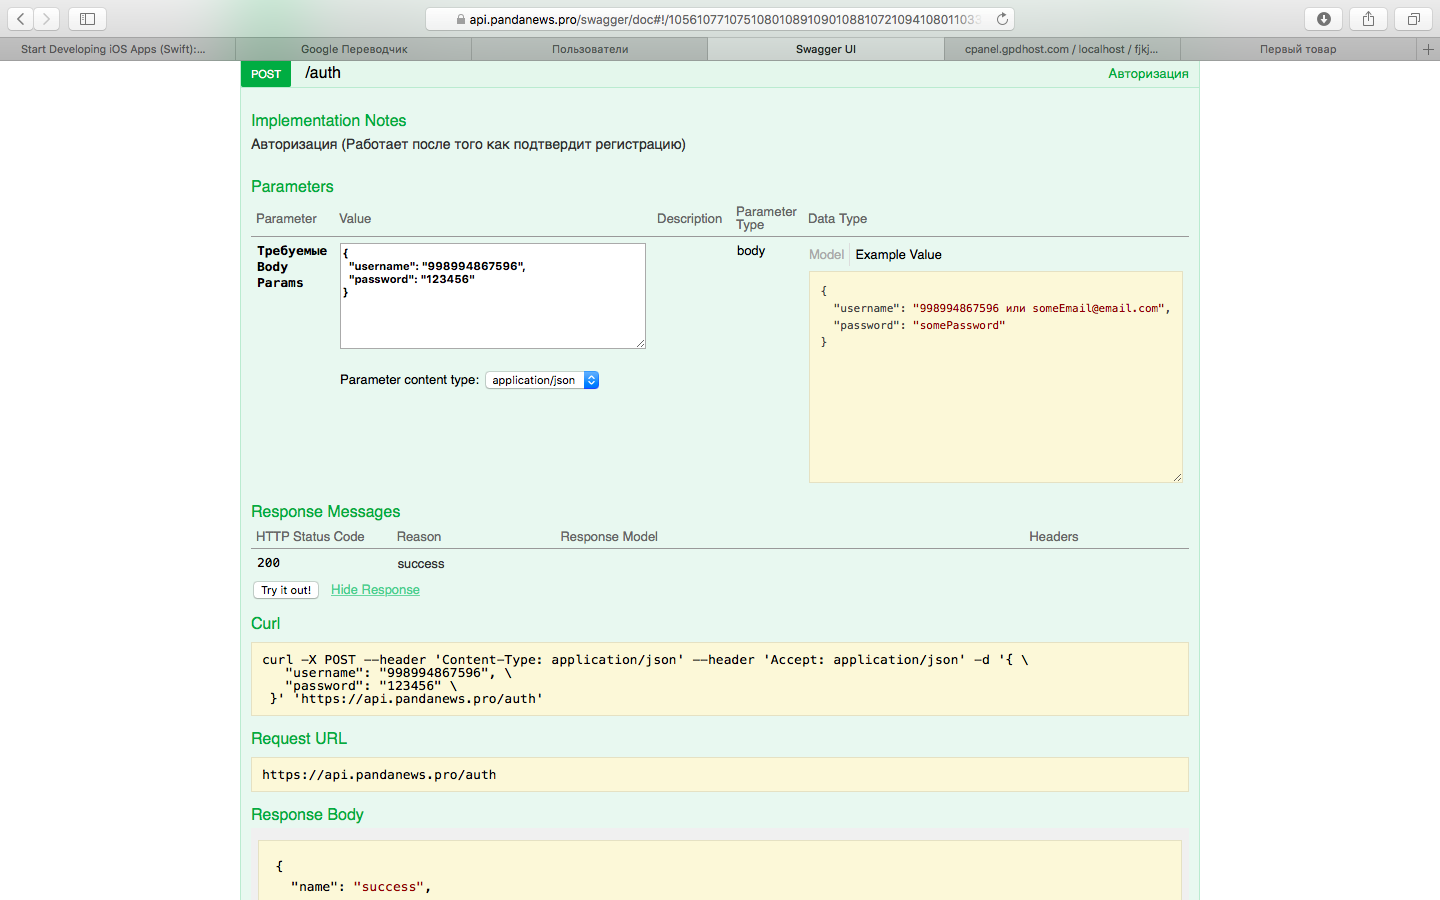 api.pandanews.pro/swagger/doc#!/10561077107510801089109010881072109410801103
Start Developing iOS Apps (Swift):...
Google Переводчик
Пользователи
Swagger UI
cpanel.gpdhost.com / localhost / fjkj...
Первый товар
POST /auth
Авторизация
Implementation Notes
Авторизация (Работает после того как подтвердит регистрацию)
Parameters
Parameter Value Description Parameter Type Data Type
Требуемые
Body
Params
{
"username": "998994867596",
"password": "123456"
}
body
Model Example Value
{
"username": "998994867596 или someEmail@email.com",
"password": "somePassword"
}
Parameter content type: application/json
Response Messages
HTTP Status Code Reason Response Model Headers
200 success
Try it out! Hide Response
Curl
curl -X POST --header 'Content-Type: application/json' --header 'Accept: application/json' -d '{ \
"username": "998994867596", \
"password": "123456" \
}' 'https://api.pandanews.pro/auth'
Request URL
https://api.pandanews.pro/auth
Response Body
{
"name": "success",